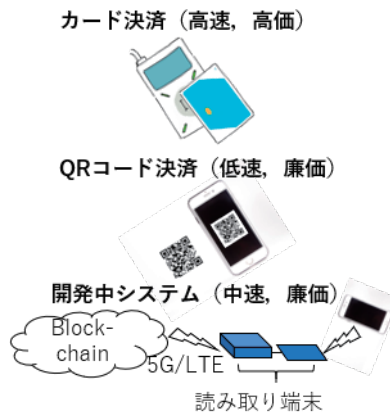 カード決済（高速，高価）
QRコード決済（低速，廉価）
開発中システム（中速，廉価）
Block-
chain
5G/LTE
読み取り端末